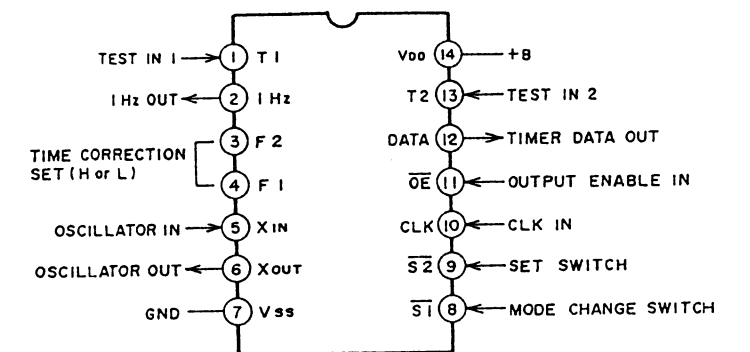 TEST IN 1 1 T1
1Hz OUT 2 1Hz
TIME CORRECTION
SET (H or L)
3 F2
4 F1
OSCILLATOR IN 5 XIN
OSCILLATOR OUT 6 XOUT
GND 7 VSS
VDD 14 +B
T2 13 TEST IN 2
DATA 12 TIMER DATA OUT
OE 11 OUTPUT ENABLE IN
CLK 10 CLK IN
S2 9 SET SWITCH
S1 8 MODE CHANGE SWITCH